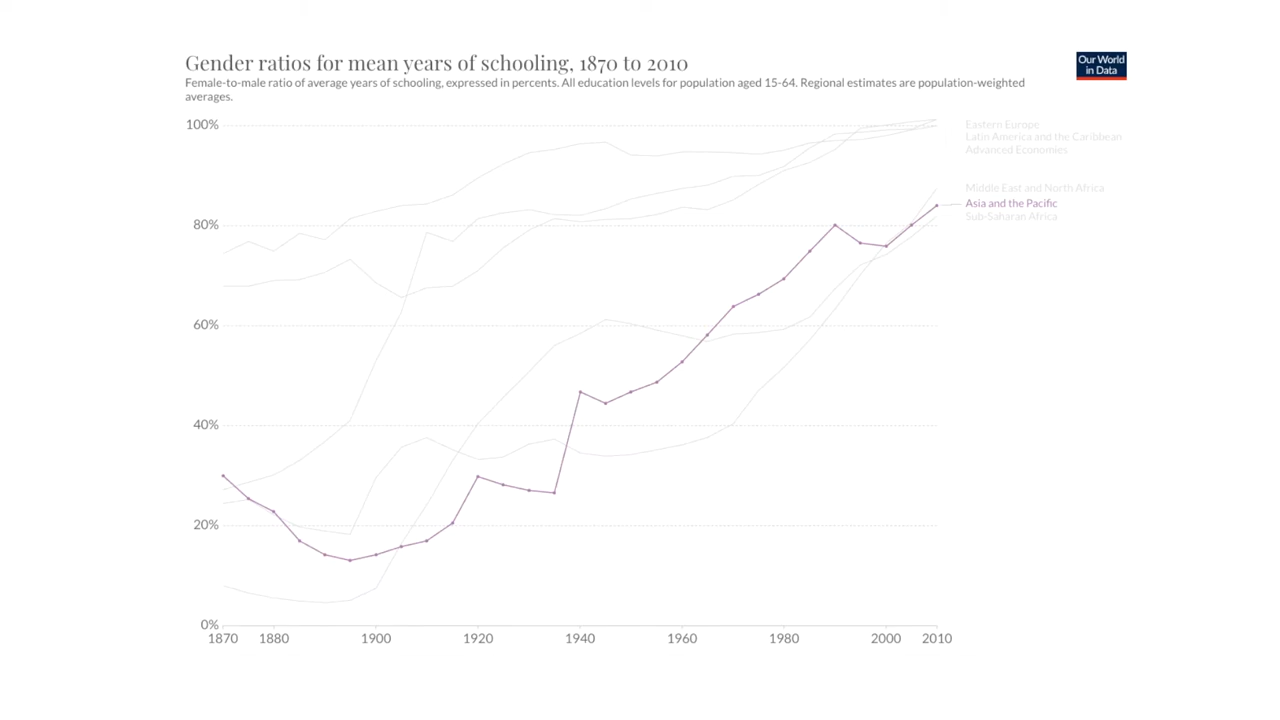 Gender ratios for mean years of schooling, 1870 to 2010
Our World
in Data
Female-to-male ratio of average years of schooling, expressed in percents. All education levels for population aged 15-64. Regional estimates are population-weighted
averages.
100%
Eastern Europe
Latin America and the Caribbean
Advanced Economies
Middle East and North Africa
Asia and the Pacific
Sub-Saharan Africa
80%
60%
40%
20%
0%
1870 1880 1900 1920 1940 1960 1980 2000 2010